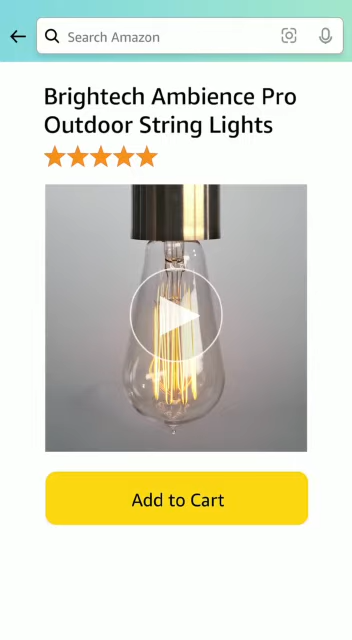 Search Amazon
Brightech Ambience Pro
Outdoor String Lights
Add to Cart